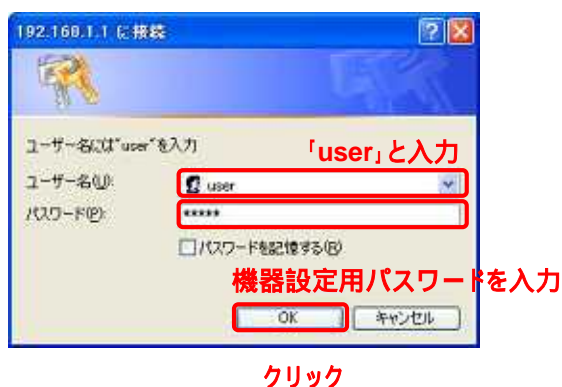 192.168.1.1 に接続
ユーザー名には"user"を入力
「user」と入力
ユーザー名(U):
user
パスワード(P):
*****
パスワードを記憶する(R)
機器設定用パスワードを入力
OK
キャンセル
クリック